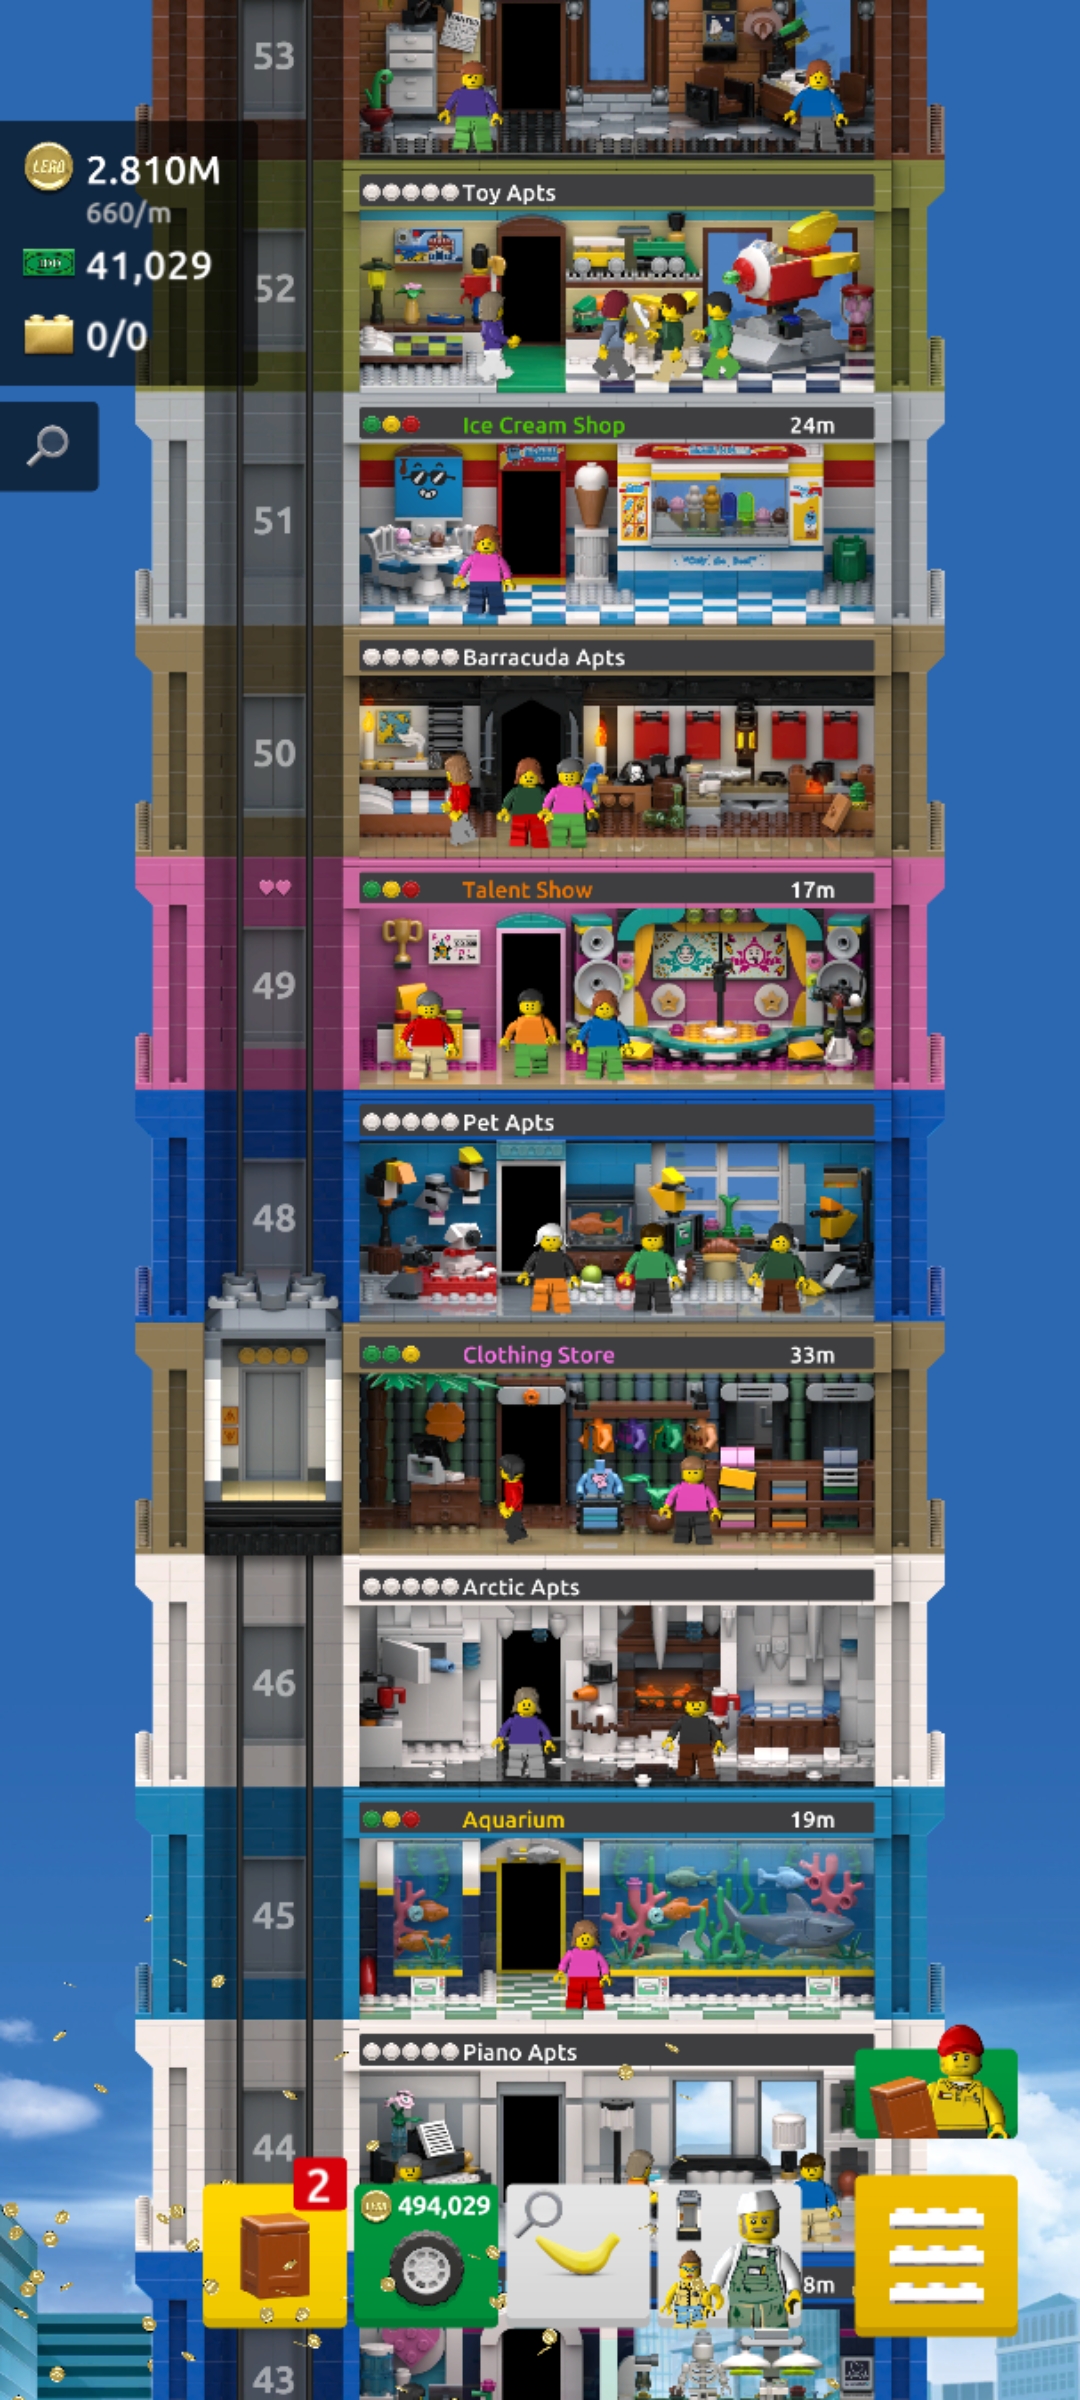 53
LEGO 2.810M
660/m
41,029
0/0
Toy Apts
52
Ice Cream Shop 24m
51
Barracuda Apts
50
Talent Show 17m
49
Pet Apts
48
Clothing Store 33m
Arctic Apts
46
Aquarium 19m
45
Piano Apts
44
2
494,029
8m
43